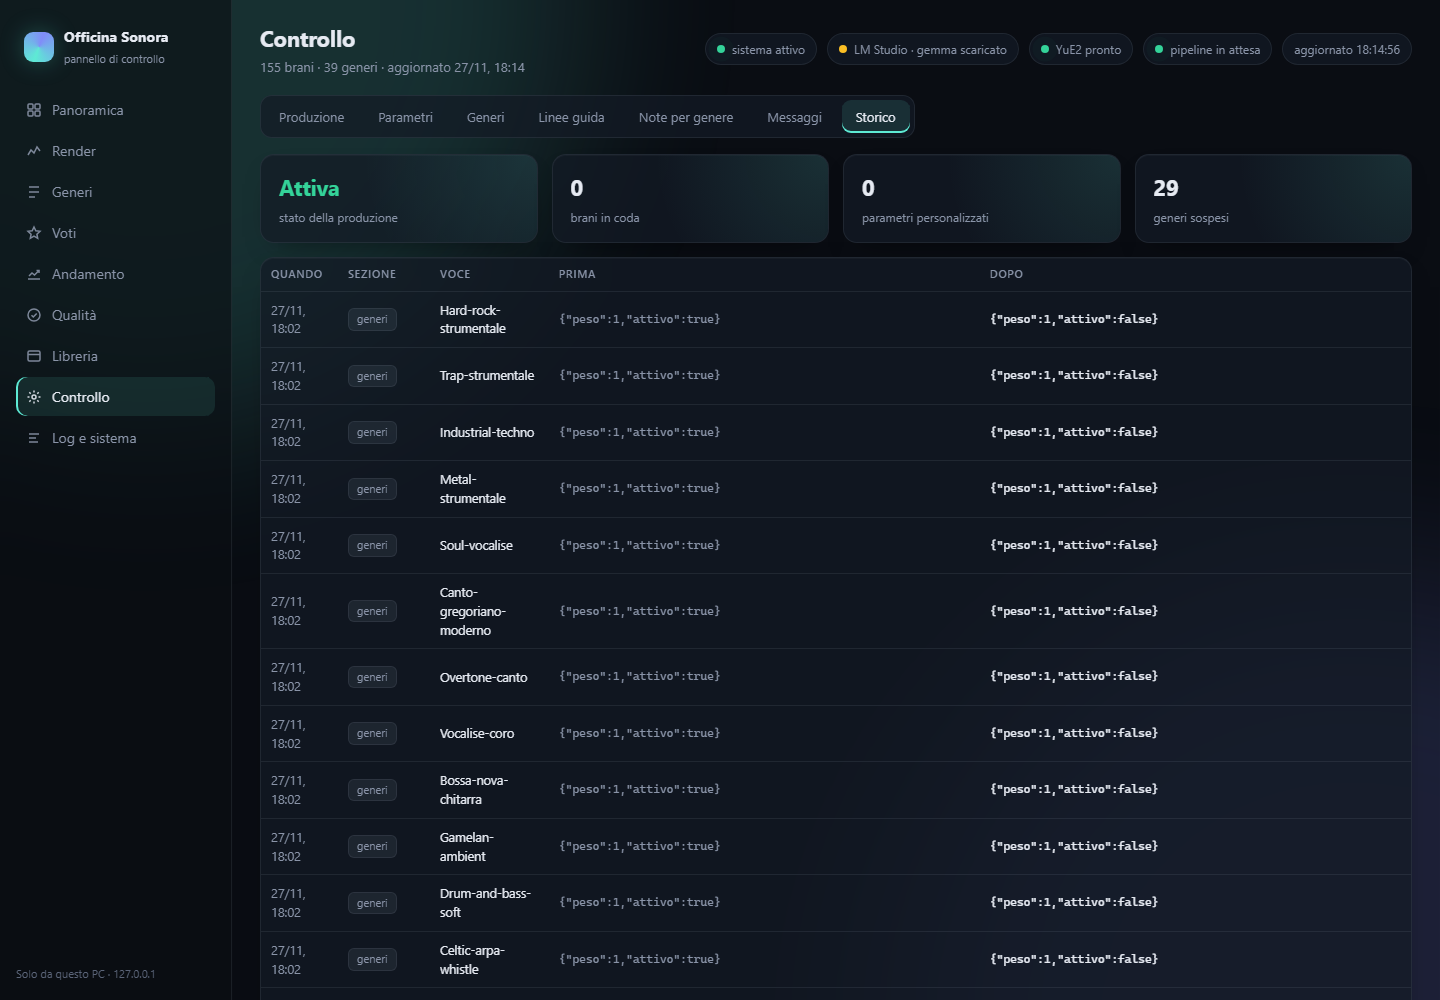 Officina Sonora
pannello di controllo
Panoramica
Render
Generi
Voti
Andamento
Qualità
Libreria
Controllo
Log e sistema
Solo da questo PC · 127.0.0.1
Controllo
155 brani · 39 generi · aggiornato 27/11, 18:14
sistema attivo
LM Studio · gemma scaricato
YuE2 pronto
pipeline in attesa
aggiornato 18:14:56
Produzione
Parametri
Generi
Linee guida
Note per genere
Messaggi
Storico
Attiva
stato della produzione
0
brani in coda
0
parametri personalizzati
29
generi sospesi
QUANDO SEZIONE VOCE PRIMA DOPO
27/11,
18:02
generi
Hard-rock-
strumentale
{"peso":1,"attivo":true}
{"peso":1,"attivo":false}
27/11,
18:02
generi
Trap-strumentale
{"peso":1,"attivo":true}
{"peso":1,"attivo":false}
27/11,
18:02
generi
Industrial-techno
{"peso":1,"attivo":true}
{"peso":1,"attivo":false}
27/11,
18:02
generi
Metal-
strumentale
{"peso":1,"attivo":true}
{"peso":1,"attivo":false}
27/11,
18:02
generi
Soul-vocalise
{"peso":1,"attivo":true}
{"peso":1,"attivo":false}
27/11,
18:02
generi
Canto-
gregoriano-
moderno
{"peso":1,"attivo":true}
{"peso":1,"attivo":false}
27/11,
18:02
generi
Overtone-canto
{"peso":1,"attivo":true}
{"peso":1,"attivo":false}
27/11,
18:02
generi
Vocalise-coro
{"peso":1,"attivo":true}
{"peso":1,"attivo":false}
27/11,
18:02
generi
Bossa-nova-
chitarra
{"peso":1,"attivo":true}
{"peso":1,"attivo":false}
27/11,
18:02
generi
Gamelan-
ambient
{"peso":1,"attivo":true}
{"peso":1,"attivo":false}
27/11,
18:02
generi
Drum-and-bass-
soft
{"peso":1,"attivo":true}
{"peso":1,"attivo":false}
27/11,
18:02
generi
Celtic-arpa-
whistle
{"peso":1,"attivo":true}
{"peso":1,"attivo":false}